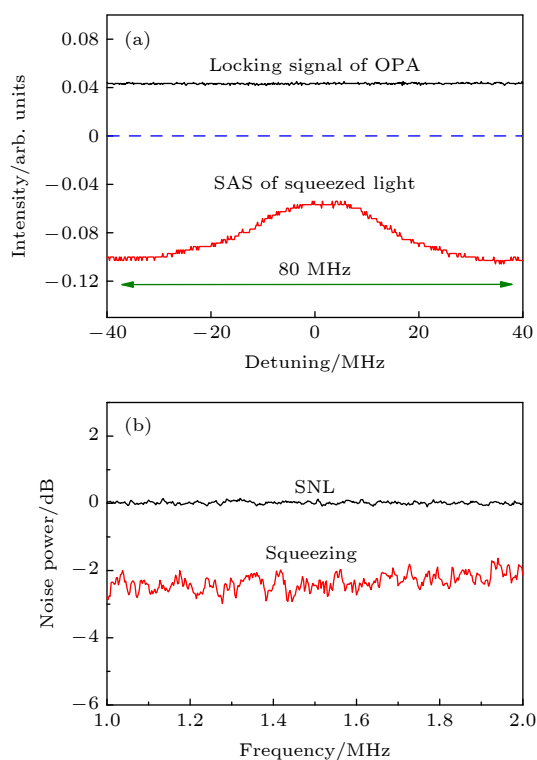 (a)
Locking signal of OPA
SAS of squeezed light
80 MHz
0.08
0.04
0
−0.04
−0.08
−0.12
Intensity/arb. units
−40
−20
0
20
40
Detuning/MHz
(b)
SNL
Squeezing
2
0
−2
−4
−6
Noise power/dB
1.0
1.2
1.4
1.6
1.8
2.0
Frequency/MHz